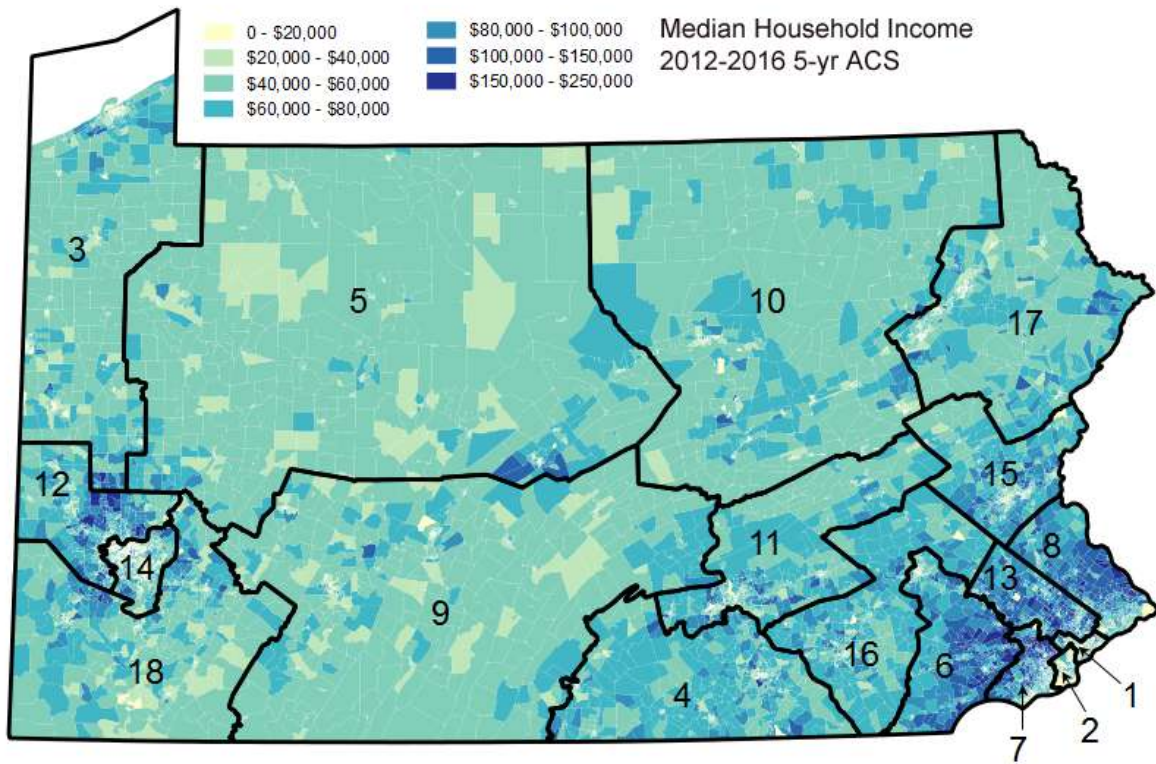 0 - $20,000
$20,000 - $40,000
$40,000 - $60,000
$60,000 - $80,000
$80,000 - $100,000
$100,000 - $150,000
$150,000 - $250,000
Median Household Income
2012-2016 5-yr ACS
3
5
10
17
12
14
15
11
8
13
9
18
16
6
4
1
2
7